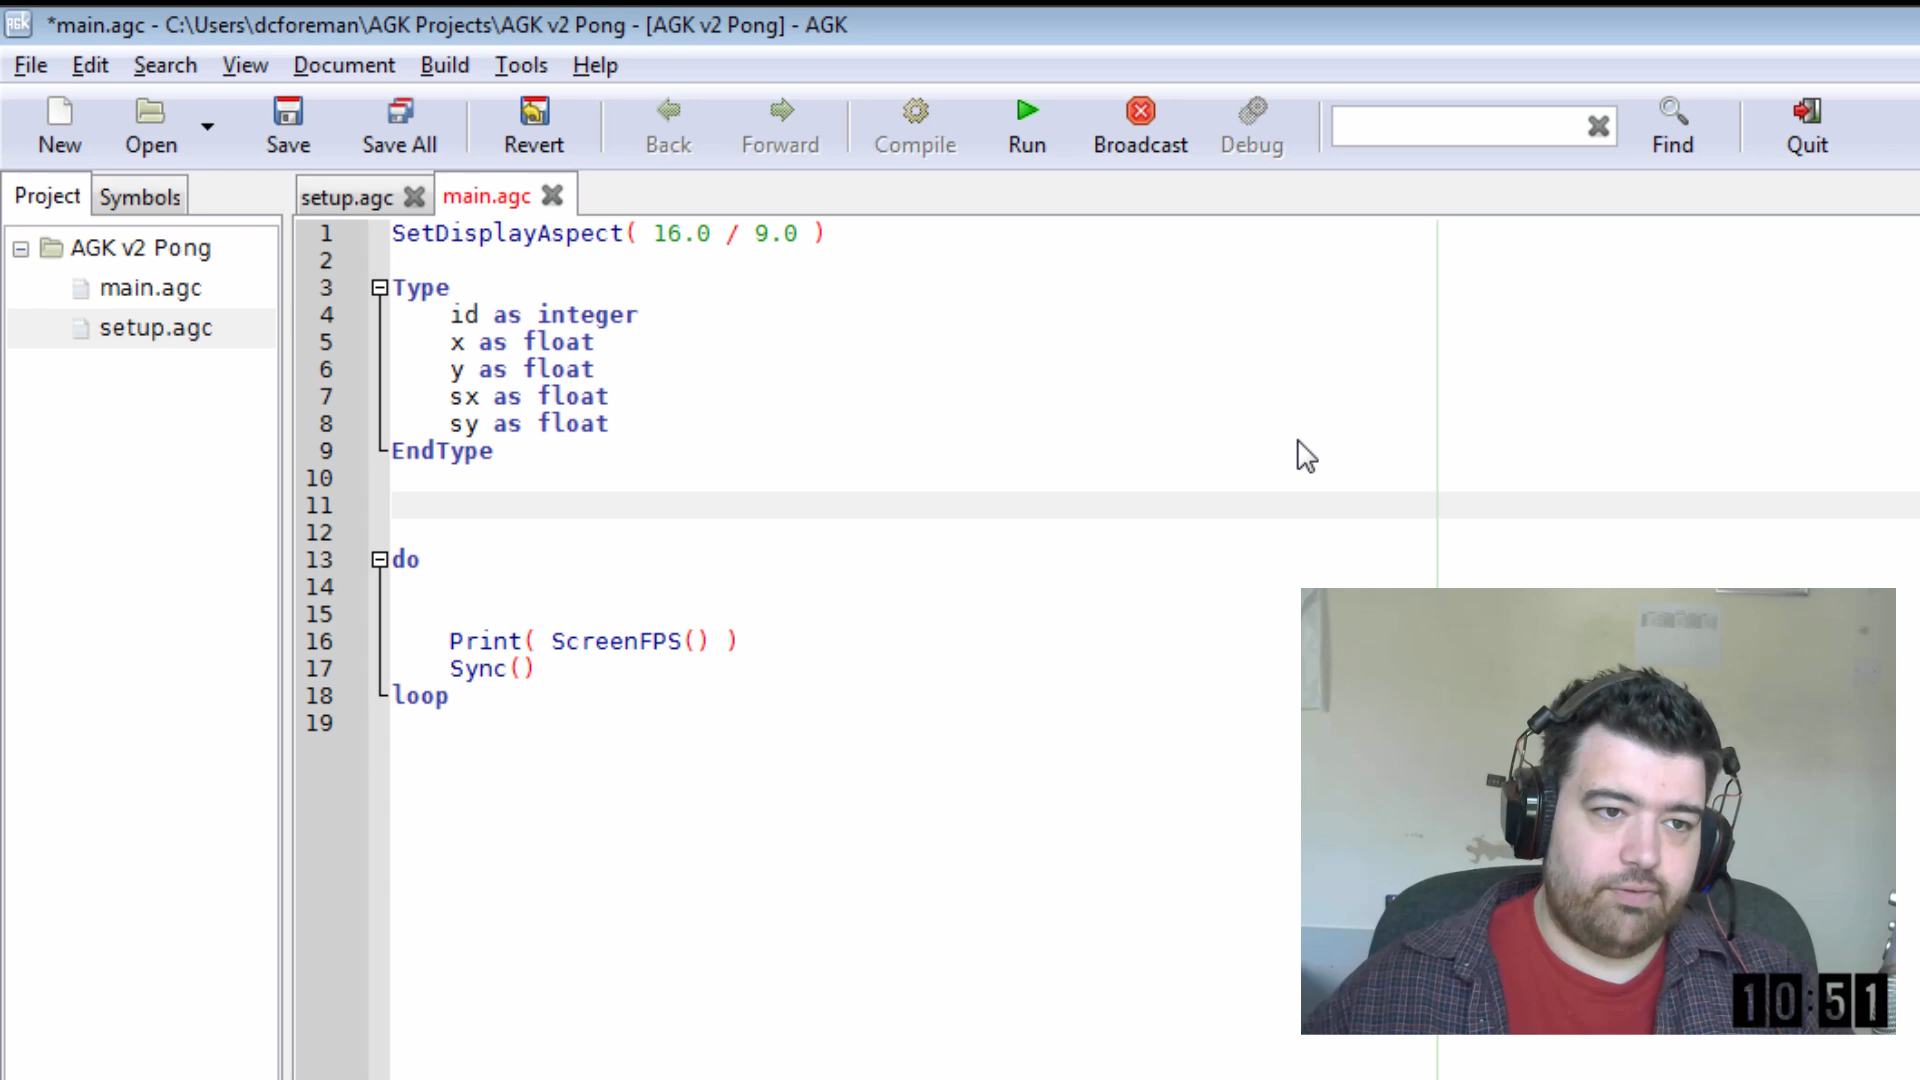 *main.agc - C:\Users\dcforeman\AGK Projects\AGK v2 Pong - [AGK v2 Pong] - AGK
File Edit Search View Document Build Tools Help
New Open Save Save All Revert Back Forward Compile Run Broadcast Debug Find Quit
Project Symbols setup.agc main.agc
AGK v2 Pong
main.agc
setup.agc
1 SetDisplayAspect( 16.0 / 9.0 )
2
3 Type
4 id as integer
5 x as float
6 y as float
7 sx as float
8 sy as float
9 EndType
10
11
12
13 do
14
15
16 Print( ScreenFPS() )
17 Sync()
18 loop
19
10:51